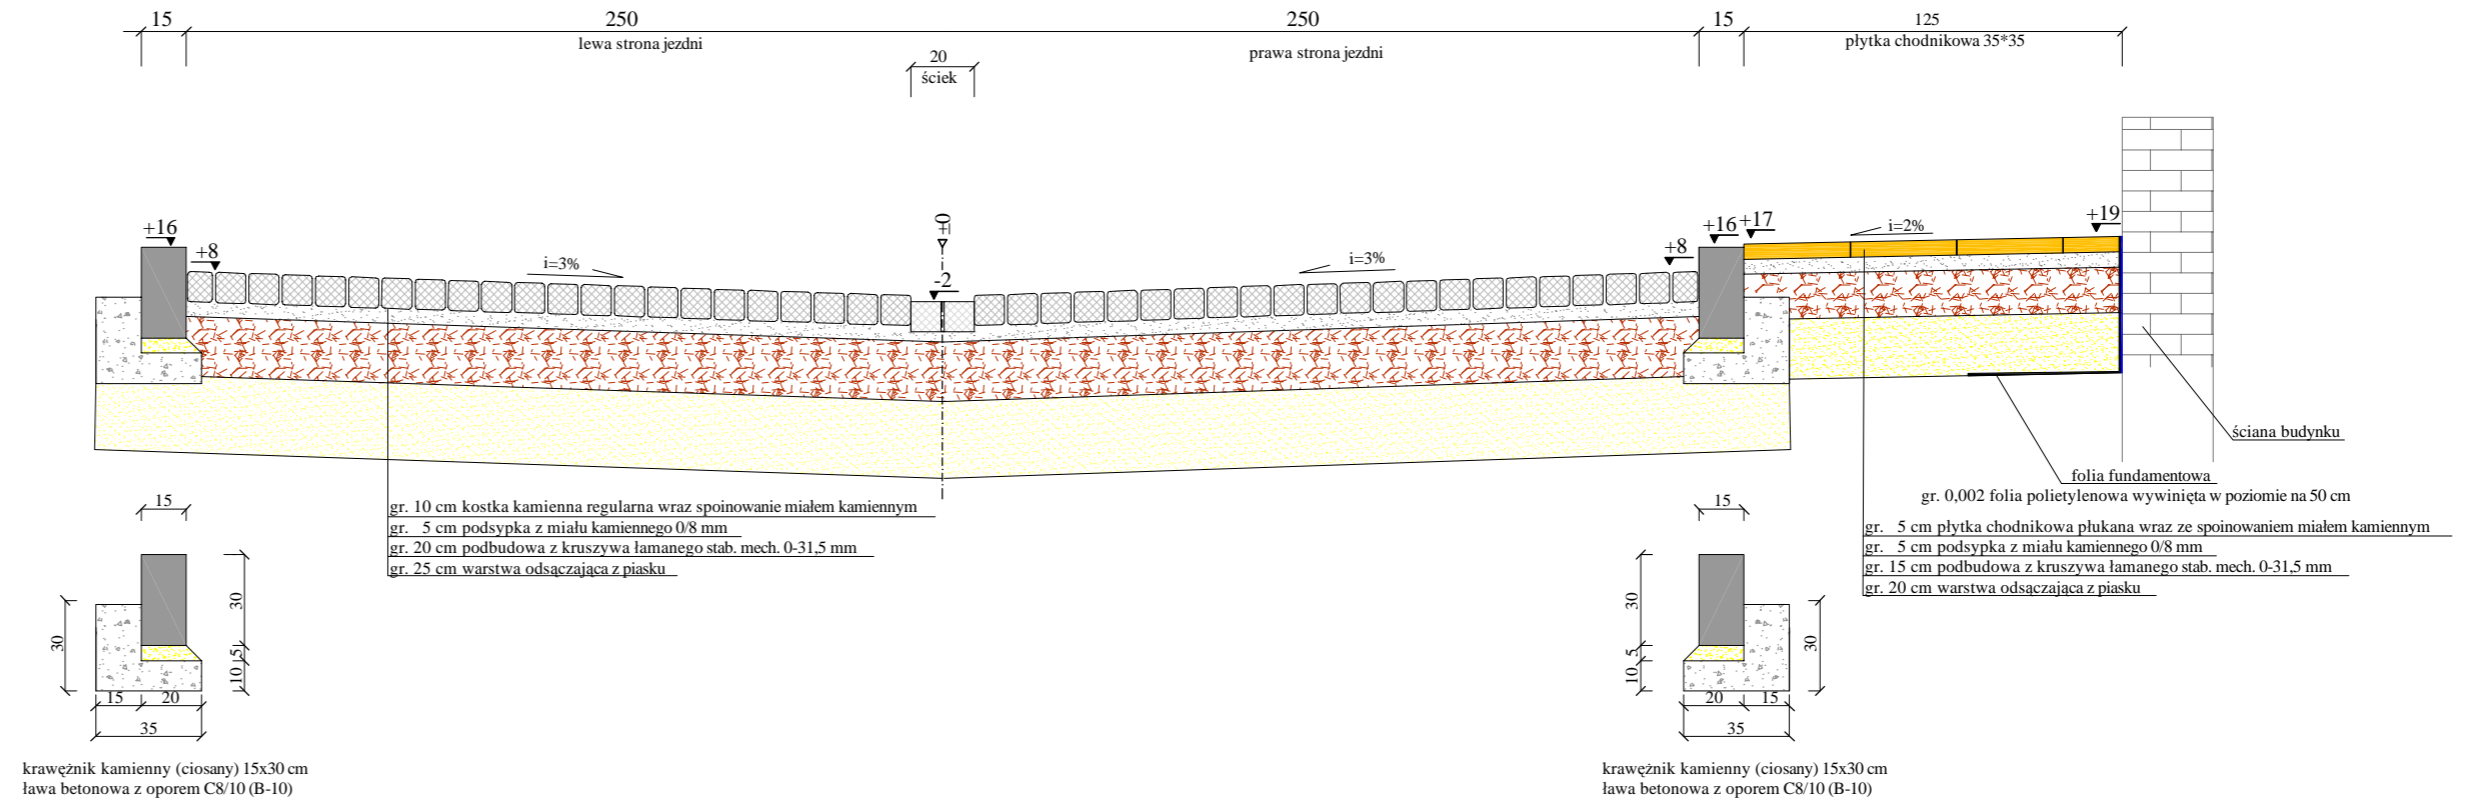 15
250
250
15
125
lewa strona jezdni
prawa strona jezdni
płytka chodnikowa 35*35
20
ściek
+16
+8
i=3%
±0
-2
i=3%
+8
+16
+17
i=2%
+19
ściana budynku
folia fundamentowa
gr. 0,002 folia polietylenowa wywinięta w poziomie na 50 cm
gr. 10 cm kostka kamienna regularna wraz spoinowanie miałem kamiennym
gr. 5 cm podsypka z miału kamiennego 0/8 mm
gr. 20 cm podbudowa z kruszywa łamanego stab. mech. 0-31,5 mm
gr. 25 cm warstwa odsączająca z piasku
gr. 5 cm płytka chodnikowa płukana wraz ze spoinowaniem miałem kamiennym
gr. 5 cm podsypka z miału kamiennego 0/8 mm
gr. 15 cm podbudowa z kruszywa łamanego stab. mech. 0-31,5 mm
gr. 20 cm warstwa odsączająca z piasku
15
30
30
5
10
15
20
35
krawężnik kamienny (ciosany) 15x30 cm
ława betonowa z oporem C8/10 (B-10)
15
30
5
10
30
20
15
35
krawężnik kamienny (ciosany) 15x30 cm
ława betonowa z oporem C8/10 (B-10)